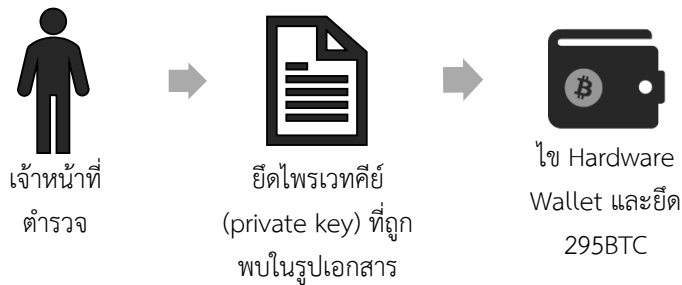 เจ้าหน้าที่
ตำรวจ
ยึดไพรเวทคีย์
(private key) ที่ถูก
พบในรูปเอกสาร
ไข Hardware
Wallet และยึด
295BTC